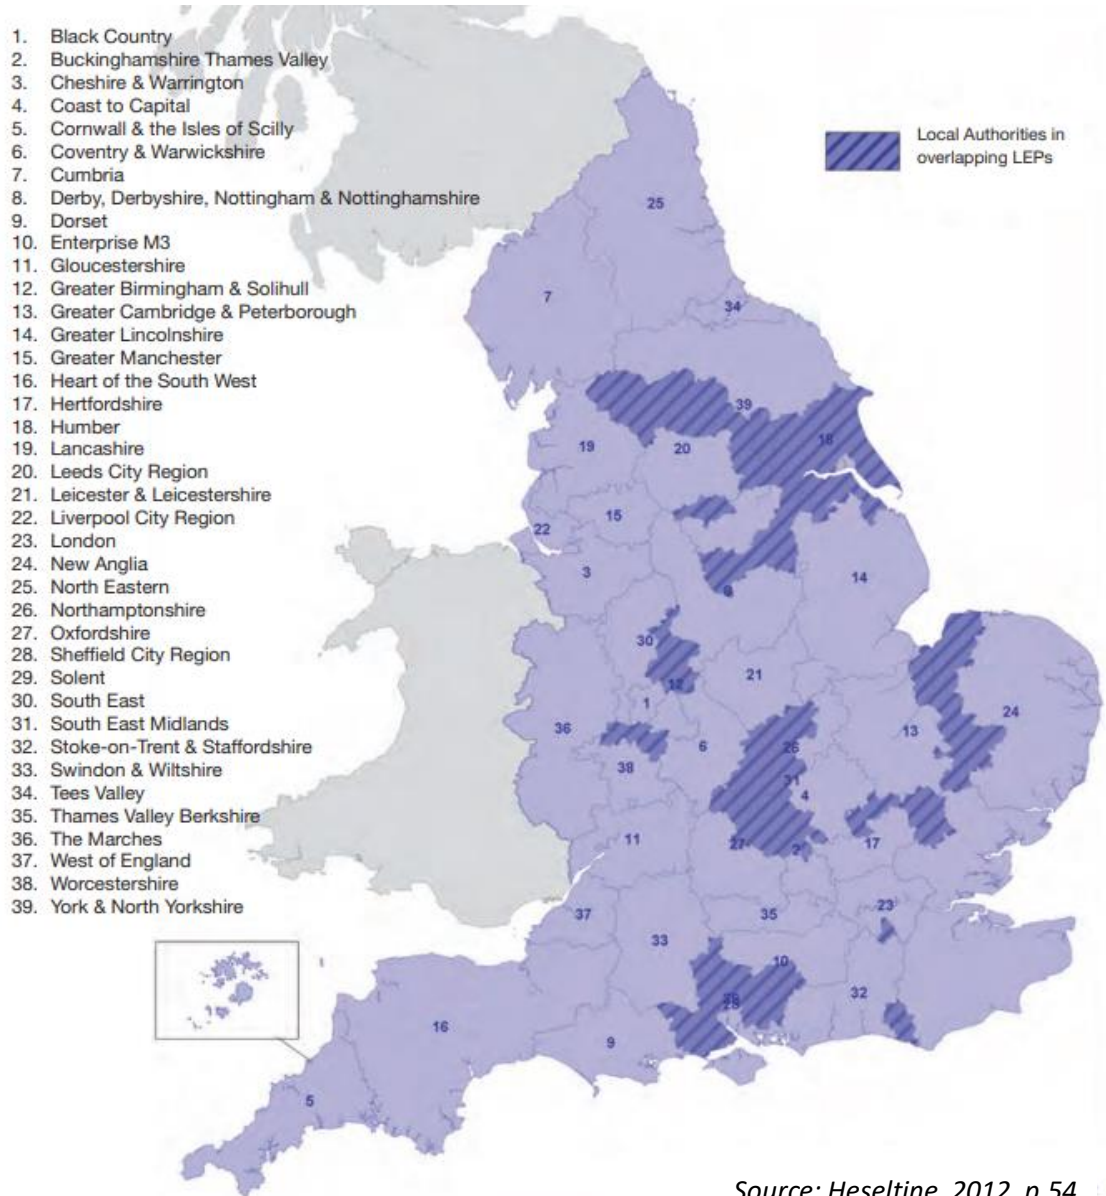 1. Black Country
2. Buckinghamshire Thames Valley
3. Cheshire & Warrington
4. Coast to Capital
5. Cornwall & the Isles of Scilly
6. Coventry & Warwickshire
7. Cumbria
8. Derby, Derbyshire, Nottingham & Nottinghamshire
9. Dorset
10. Enterprise M3
11. Gloucestershire
12. Greater Birmingham & Solihull
13. Greater Cambridge & Peterborough
14. Greater Lincolnshire
15. Greater Manchester
16. Heart of the South West
17. Hertfordshire
18. Humber
19. Lancashire
20. Leeds City Region
21. Leicester & Leicestershire
22. Liverpool City Region
23. London
24. New Anglia
25. North Eastern
26. Northamptonshire
27. Oxfordshire
28. Sheffield City Region
29. Solent
30. South East
31. South East Midlands
32. Stoke-on-Trent & Staffordshire
33. Swindon & Wiltshire
34. Tees Valley
35. Thames Valley Berkshire
36. The Marches
37. West of England
38. Worcestershire
39. York & North Yorkshire
Local Authorities in
overlapping LEPs
25
7
34
39
18
19
20
15
22
3
14
30
12
21
1
24
36
13
6
26
38
31
4
11
27
2
17
37
35
23
33
10
32
16
9
5
Source: Heseltine, 2012, p.54